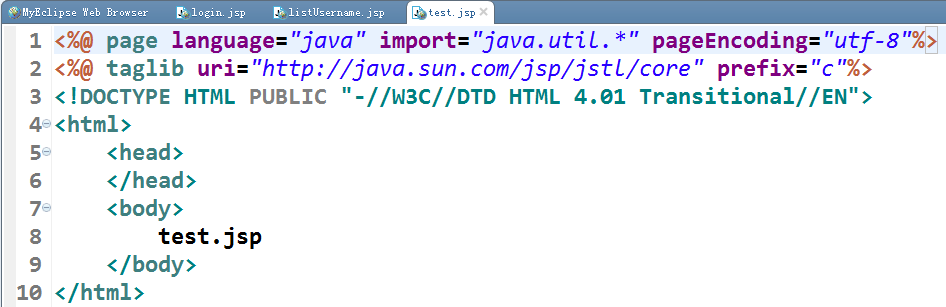 MyEclipse Web Browser login.jsp listUsername.jsp test.jsp
1 <%@ page language="java" import="java.util.*" pageEncoding="utf-8"%>
2 <%@ taglib uri="http://java.sun.com/jsp/jstl/core" prefix="c"%>
3 <!DOCTYPE HTML PUBLIC "-//W3C//DTD HTML 4.01 Transitional//EN">
4 <html>
5     <head>
6     </head>
7     <body>
8         test.jsp
9     </body>
10 </html>